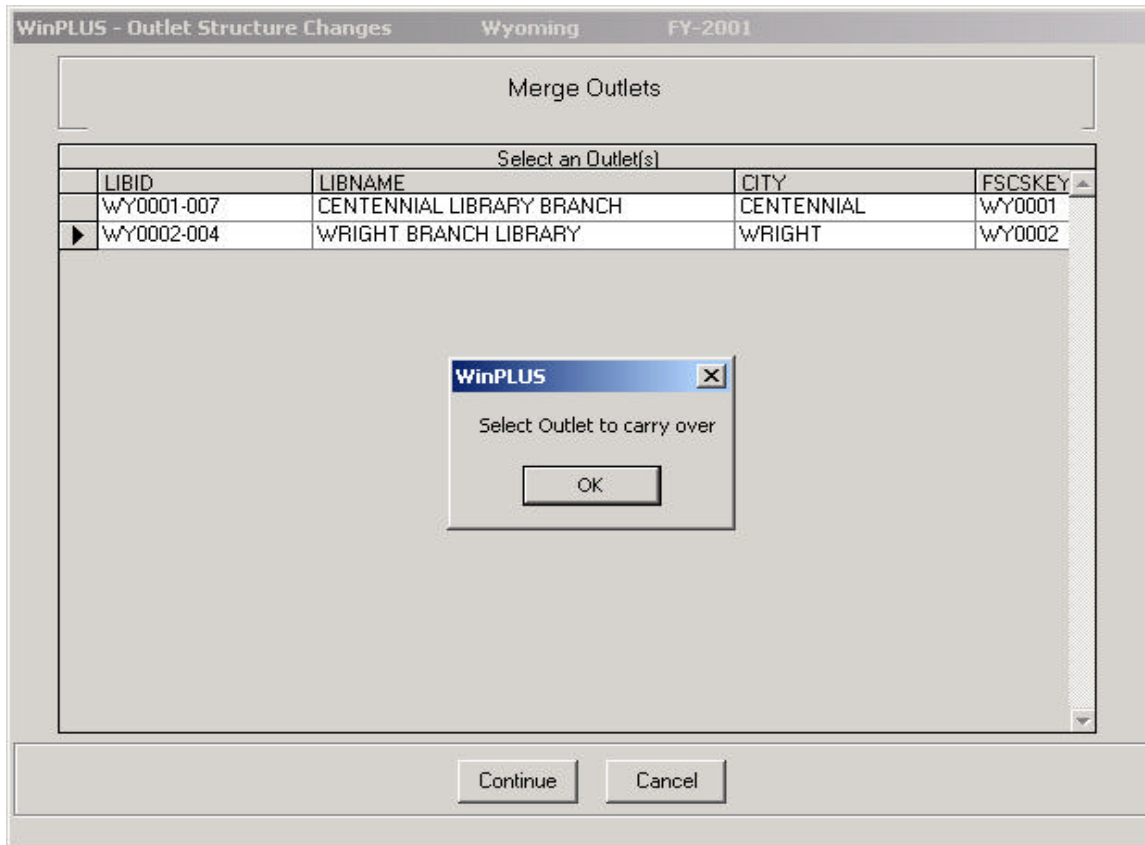 WinPLUS - Outlet Structure Changes Wyoming FY-2001
Merge Outlets
Select an Outlet(s)
LIBID LIBNAME CITY FSCSKEY
WY0001-007 CENTENNIAL LIBRARY BRANCH CENTENNIAL WY0001
WY0002-004 WRIGHT BRANCH LIBRARY WRIGHT WY0002
WinPLUS
Select Outlet to carry over
OK
Continue Cancel